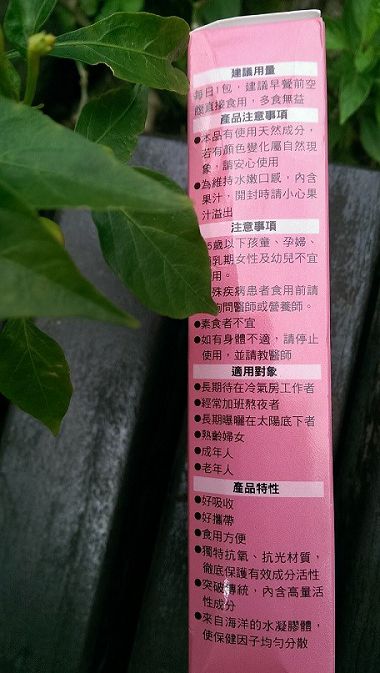 建議用量
每日1包，建議早餐前空
腹直接食用，多食無益
產品注意事項
●本品有使用天然成分，
若有顏色變化屬自然現
象，請安心使用
●為維持水嫩口感，內含
果汁，開封時請小心果
汁溢出
注意事項
5歲以下孩童、孕婦、
乳期女性及幼兒不宜
用。
殊疾病患者食用前請
詢問醫師或營養師。
●素食者不宜
●如有身體不適，請停止
使用，並請教醫師
適用對象
●長期待在冷氣房工作者
●經常加班熬夜者
●長期曝曬在太陽底下者
●熟齡婦女
●成年人
●老年人
產品特性
●好吸收
●好攜帶
●食用方便
●獨特抗氧、抗光材質，
徹底保護有效成分活性
●突破傳統，內含高量活
性成分
●來自海洋的水凝膠體，
使保健因子均勻分散